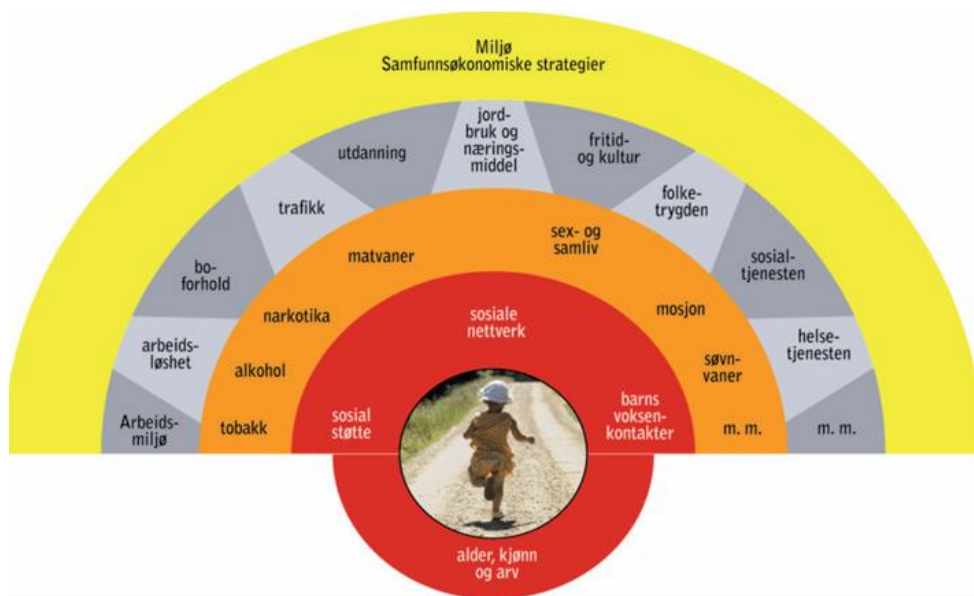 Miljø
Samfunnsøkonomiske strategier
jord-
bruk og
nærings-
middel
utdanning
fritid-
og kultur
trafikk
folke-
trygden
bo-
forhold
sosial-
tjenesten
arbeids-
løshet
helse-
tjenesten
Arbeids-
miljø
m. m.
matvaner
sex- og
samliv
narkotika
mosjon
alkohol
søvn-
vaner
tobakk
m. m.
sosiale
nettverk
sosial
støtte
barns
voksen-
kontakter
alder, kjønn
og arv